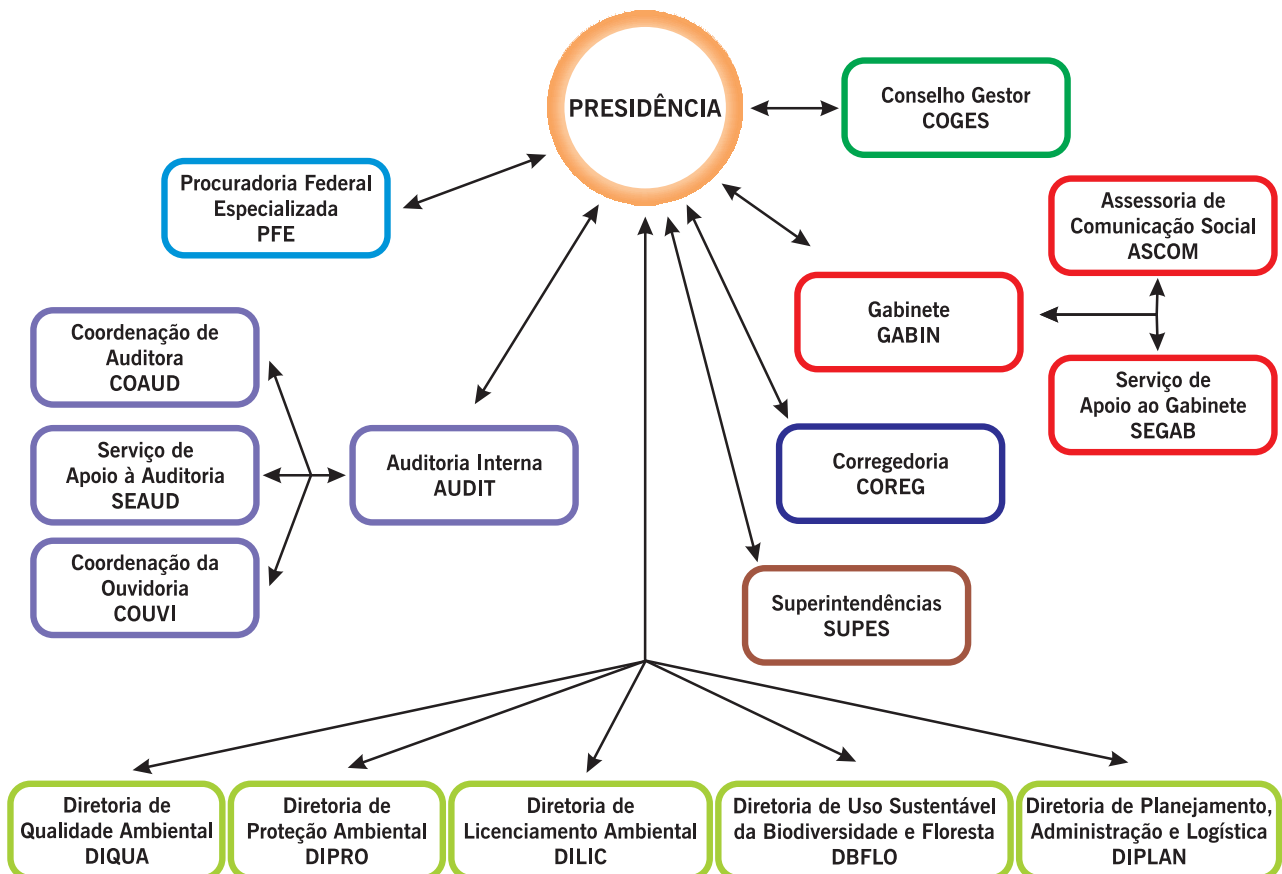 PRESIDÊNCIA
Conselho Gestor
COGES
Procuradoria Federal
Especializada
PFE
Assessoria de
Comunicação Social
ASCOM
Gabinete
GABIN
Serviço de
Apoio ao Gabinete
SEGAB
Coordenação de
Auditora
COAUD
Serviço de
Apoio à Auditoria
SEAUD
Coordenação da
Ouvidoria
COUVI
Auditoria Interna
AUDIT
Corregedoria
COREG
Superintendências
SUPES
Diretoria de
Qualidade Ambiental
DIQUA
Diretoria de
Proteção Ambiental
DIPRO
Diretoria de
Licenciamento Ambiental
DILIC
Diretoria de Uso Sustentável
da Biodiversidade e Floresta
DBFLO
Diretoria de Planejamento,
Administração e Logística
DIPLAN